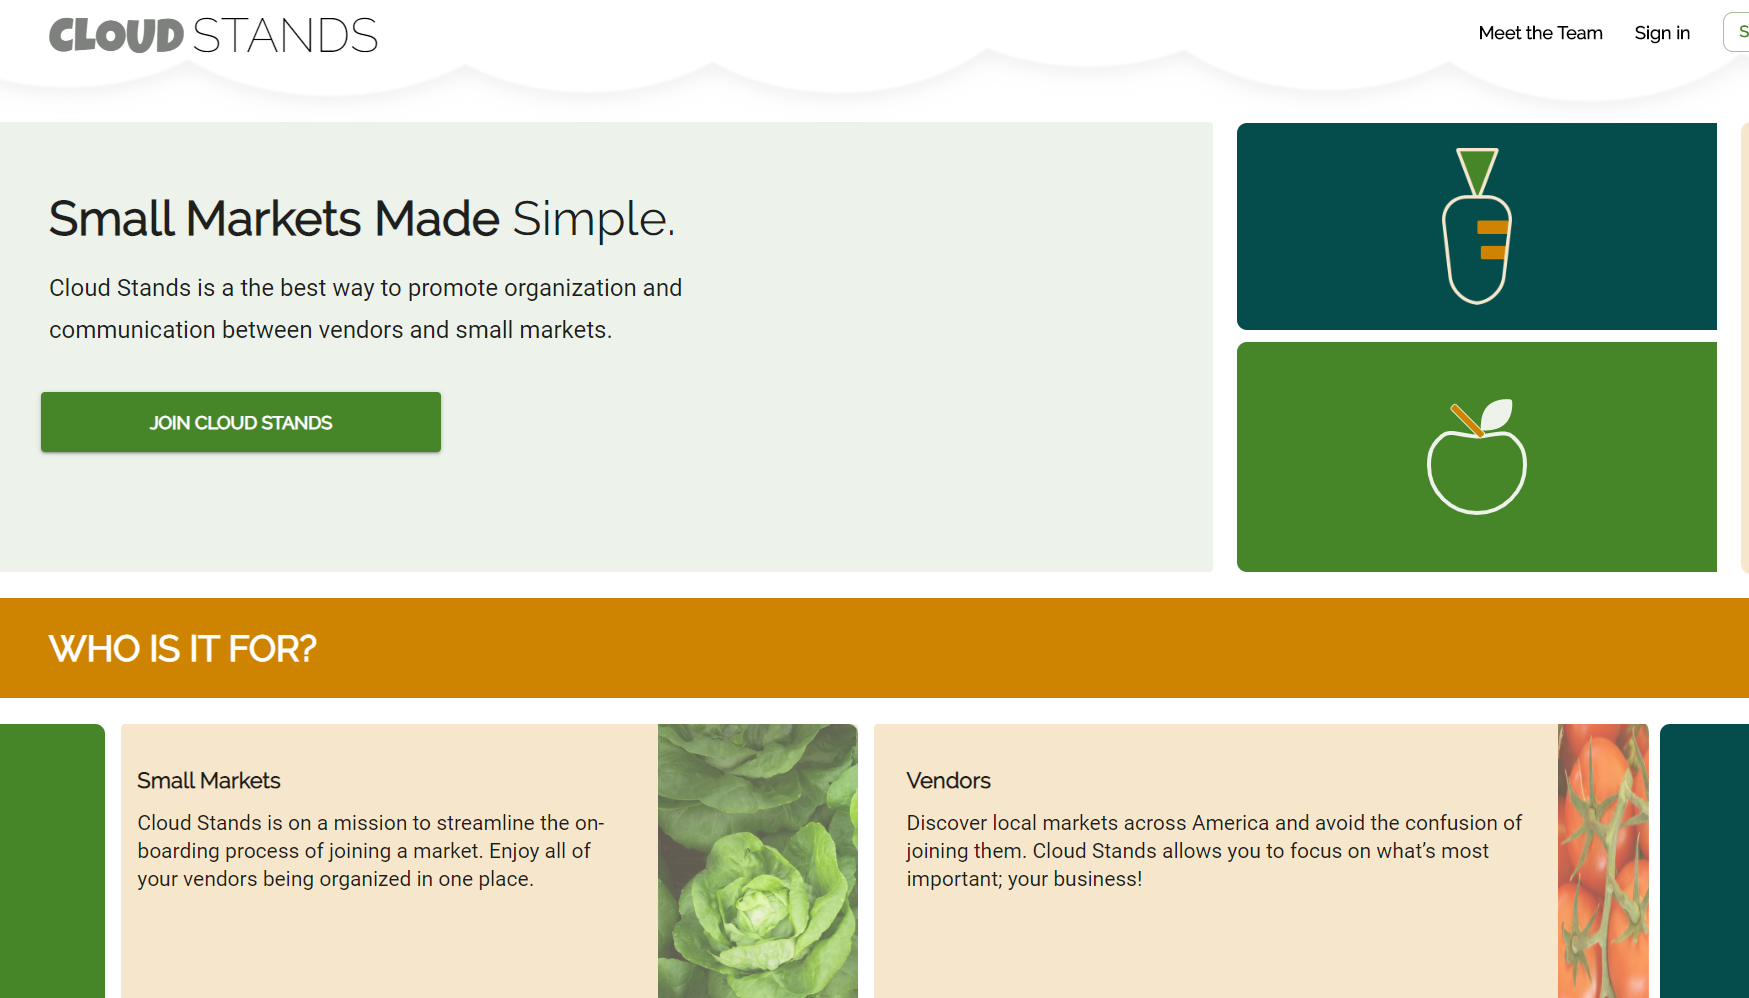 CLOUD STANDS
Meet the Team
Sign in
S
Small Markets Made Simple.
Cloud Stands is a the best way to promote organization and
communication between vendors and small markets.
JOIN CLOUD STANDS
WHO IS IT FOR?
Small Markets
Cloud Stands is on a mission to streamline the on-
boarding process of joining a market. Enjoy all of
your vendors being organized in one place.
Vendors
Discover local markets across America and avoid the confusion of
joining them. Cloud Stands allows you to focus on what’s most
important; your business!